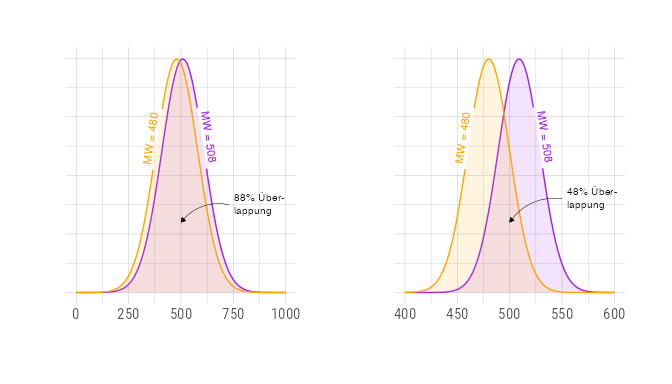 MW = 480
MW = 508
88% Über-
lappung
0 250 500 750 1000
MW = 480
MW = 508
48% Über-
lappung
400 450 500 550 600